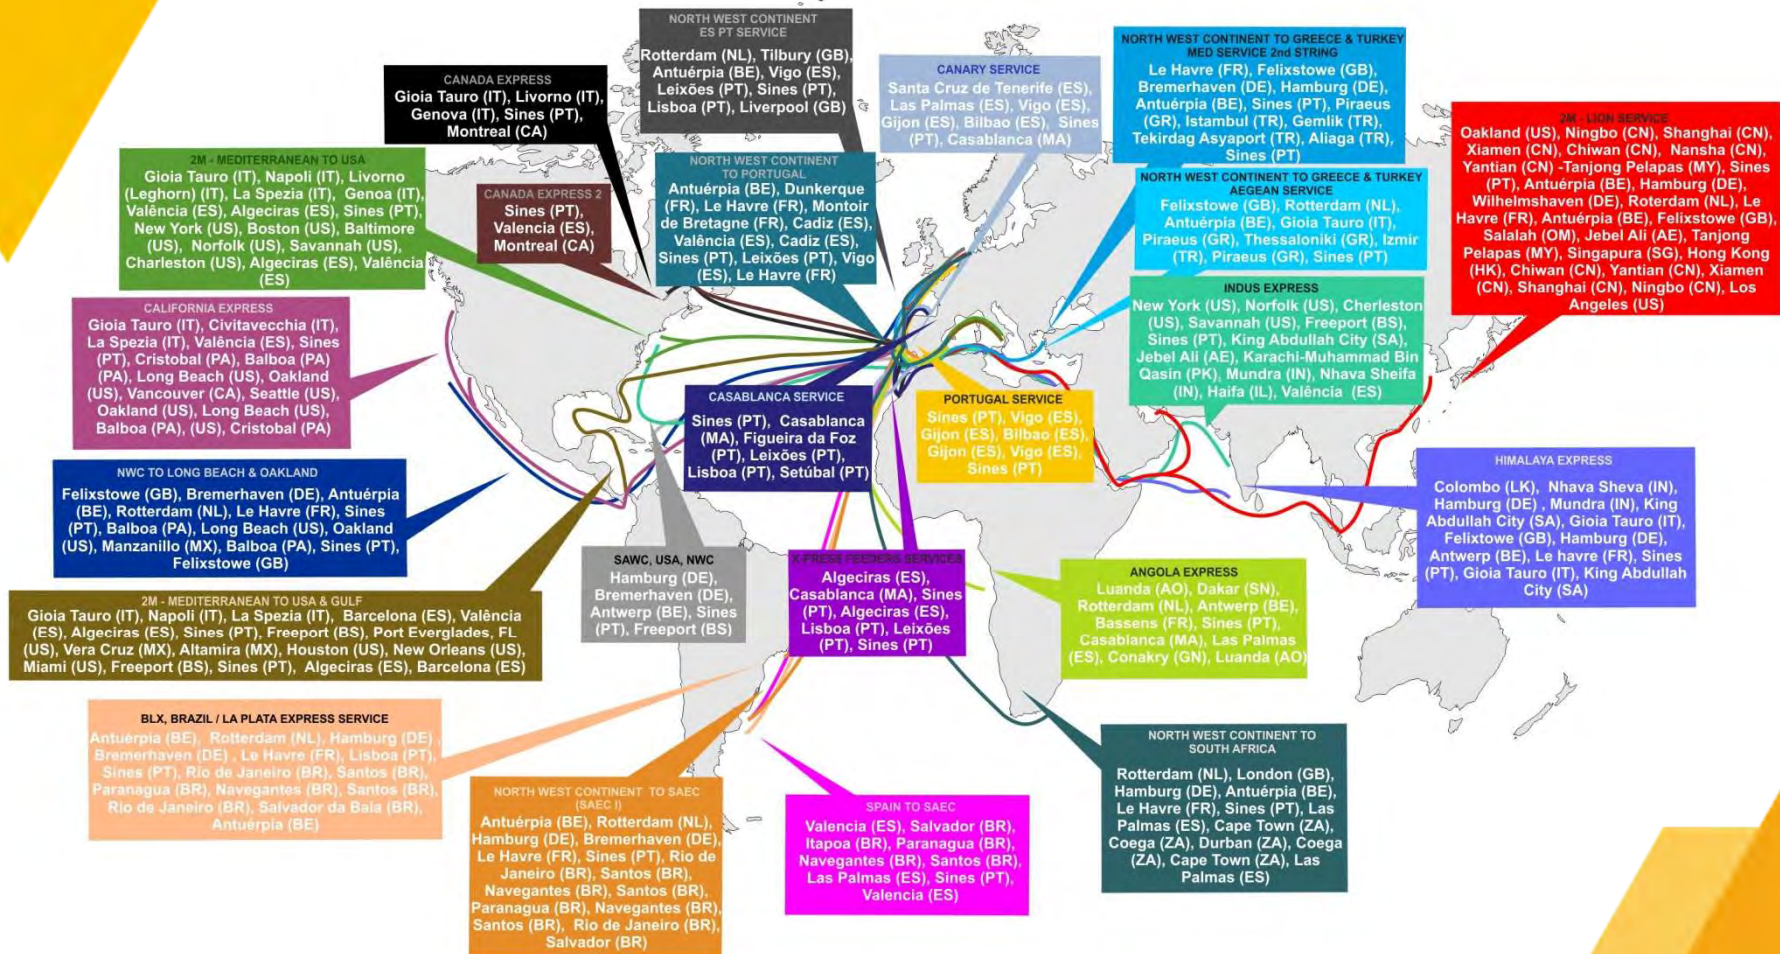 NORTH WEST CONTINENT
ES PT SERVICE
Rotterdam (NL), Tilbury (GB),
Antuérpia (BE), Vigo (ES),
Leixões (PT), Sines (PT),
Lisboa (PT), Liverpool (GB)
CANADA EXPRESS
Gioia Tauro (IT), Livorno (IT),
Genova (IT), Sines (PT),
Montreal (CA)
CANARY SERVICE
Santa Cruz de Tenerife (ES),
Las Palmas (ES), Vigo (ES),
Gijon (ES), Bilbao (ES), Sines
(PT), Casablanca (MA)
NORTH WEST CONTINENT TO GREECE & TURKEY
MED SERVICE 2nd STRING
Le Havre (FR), Felixstowe (GB),
Bremerhaven (DE), Hamburg (DE),
Antuérpia (BE), Sines (PT), Piraeus
(GR), Istambul (TR), Gemlik (TR),
Tekirdag Asyaport (TR), Aliaga (TR),
Sines (PT)
2M - LION SERVICE
Oakland (US), Ningbo (CN), Shanghai (CN),
Xiamen (CN), Chiwan (CN), Nansha (CN),
Yantian (CN) -Tanjong Pelapas (MY), Sines
(PT), Antuérpia (BE), Hamburg (DE),
Wilhelmshaven (DE), Roterdam (NL), Le
Havre (FR), Antuérpia (BE), Felixstowe (GB),
Salalah (OM), Jebel Ali (AE), Tanjong
Pelapas (MY), Singapura (SG), Hong Kong
(HK), Chiwan (CN), Yantian (CN), Xiamen
(CN), Shanghai (CN), Ningbo (CN), Los
Angeles (US)
2M - MEDITERRANEAN TO USA
Gioia Tauro (IT), Napoli (IT), Livorno
(Leghorn) (IT), La Spezia (IT), Genoa (IT),
Valência (ES), Algeciras (ES), Sines (PT),
New York (US), Boston (US), Baltimore
(US), Norfolk (US), Savannah (US),
Charleston (US), Algeciras (ES), Valência
(ES)
CANADA EXPRESS 2
Sines (PT),
Valencia (ES),
Montreal (CA)
NORTH WEST CONTINENT
TO PORTUGAL
Antuérpia (BE), Dunkerque
(FR), Le Havre (FR), Montoir
de Bretagne (FR), Cadiz (ES),
Valência (ES), Cadiz (ES),
Sines (PT), Leixões (PT), Vigo
(ES), Le Havre (FR)
NORTH WEST CONTINENT TO GREECE & TURKEY
AEGEAN SERVICE
Felixstowe (GB), Rotterdam (NL),
Antuérpia (BE), Gioia Tauro (IT),
Piraeus (GR), Thessaloniki (GR), Izmir
(TR), Piraeus (GR), Sines (PT)
INDUS EXPRESS
New York (US), Norfolk (US), Cherleston
(US), Savannah (US), Freeport (BS),
Sines (PT), King Abdullah City (SA),
Jebel Ali (AE), Karachi-Muhammad Bin
Qasin (PK), Mundra (IN), Nhava Sheifa
(IN), Haifa (IL), Valência (ES)
CALIFORNIA EXPRESS
Gioia Tauro (IT), Civitavecchia (IT),
La Spezia (IT), Valência (ES), Sines
(PT), Cristobal (PA), Balboa (PA)
(PA), Long Beach (US), Oakland
(US), Vancouver (CA), Seattle (US),
Oakland (US), Long Beach (US),
Balboa (PA), (US), Cristobal (PA)
CASABLANCA SERVICE
Sines (PT), Casablanca
(MA), Figueira da Foz
(PT), Leixões (PT),
Lisboa (PT), Setúbal (PT)
PORTUGAL SERVICE
Sines (PT), Vigo (ES),
Gijon (ES), Bilbao (ES),
Gijon (ES), Vigo (ES),
Sines (PT)
NWC TO LONG BEACH & OAKLAND
Felixstowe (GB), Bremerhaven (DE), Antuérpia
(BE), Rotterdam (NL), Le Havre (FR), Sines
(PT), Balboa (PA), Long Beach (US), Oakland
(US), Manzanillo (MX), Balboa (PA), Sines (PT),
Felixstowe (GB)
HIMALAYA EXPRESS
Colombo (LK), Nhava Sheva (IN),
Hamburg (DE) , Mundra (IN), King
Abdullah City (SA), Gioia Tauro (IT),
Felixtowe (GB), Hamburg (DE),
Antwerp (BE), Le havre (FR), Sines
(PT), Gioia Tauro (IT), King Abdullah
City (SA)
SAWC, USA, NWC
Hamburg (DE),
Bremerhaven (DE),
Antwerp (BE), Sines
(PT), Freeport (BS)
X-PRESS FEEDERS SERVICES
Algeciras (ES),
Casablanca (MA), Sines
(PT), Algeciras (ES),
Lisboa (PT), Leixões
(PT), Sines (PT)
ANGOLA EXPRESS
Luanda (AO), Dakar (SN),
Rotterdam (NL), Antwerp (BE),
Bassens (FR), Sines (PT),
Casablanca (MA), Las Palmas
(ES), Conakry (GN), Luanda (AO)
2M - MEDITERRANEAN TO USA & GULF
Gioia Tauro (IT), Napoli (IT), La Spezia (IT), Barcelona (ES), Valência
(ES), Algeciras (ES), Sines (PT), Freeport (BS), Port Everglades, FL
(US), Vera Cruz (MX), Altamira (MX), Houston (US), New Orleans (US),
Miami (US), Freeport (BS), Sines (PT), Algeciras (ES), Barcelona (ES)
BLX, BRAZIL / LA PLATA EXPRESS SERVICE
Antuérpia (BE), Rotterdam (NL), Hamburg (DE) ,
Bremerhaven (DE) , Le Havre (FR), Lisboa (PT),
Sines (PT), Rio de Janeiro (BR), Santos (BR),
Paranagua (BR), Navegantes (BR), Santos (BR),
Rio de Janeiro (BR), Salvador da Baia (BR),
Antuérpia (BE)
NORTH WEST CONTINENT TO SAEC
(SAEC I)
Antuérpia (BE), Rotterdam (NL),
Hamburg (DE), Bremerhaven (DE),
Le Havre (FR), Sines (PT), Rio de
Janeiro (BR), Santos (BR),
Navegantes (BR), Santos (BR),
Paranagua (BR), Navegantes (BR),
Santos (BR), Rio de Janeiro (BR),
Salvador (BR)
SPAIN TO SAEC
Valencia (ES), Salvador (BR),
Itapoa (BR), Paranagua (BR),
Navegantes (BR), Santos (BR),
Las Palmas (ES), Sines (PT),
Valencia (ES)
NORTH WEST CONTINENT TO
SOUTH AFRICA
Rotterdam (NL), London (GB),
Hamburg (DE), Antuérpia (BE),
Le Havre (FR), Sines (PT), Las
Palmas (ES), Cape Town (ZA),
Coega (ZA), Durban (ZA), Coega
(ZA), Cape Town (ZA), Las
Palmas (ES)